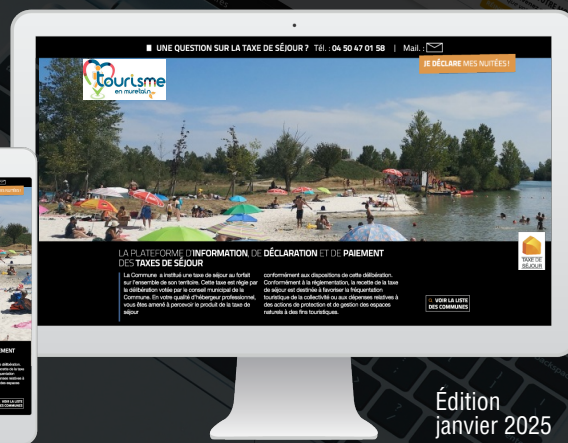 ■ UNE QUESTION SUR LA TAXE DE SÉJOUR ? Tél. : 04 50 47 01 58 | Mail. :
JE DÉCLARE MES NUITÉES !
tourisme
en muretain
LA PLATEFORME D'INFORMATION, DE DÉCLARATION ET DE PAIEMENT
DES TAXES DE SÉJOUR
La Commune a institué une taxe de séjour au forfait
sur l'ensemble de son territoire. Cette taxe est régie par
la délibération votée par le conseil municipal de la
Commune. En votre qualité d'hébergeur professionnel,
vous êtes amené à percevoir le produit de la taxe de
séjour
conformément aux dispositions de cette délibération.
Conformément à la réglementation, la recette de la taxe
de séjour est destinée à favoriser la fréquentation
touristique de la collectivité ou aux dépenses relatives à
des actions de protection et de gestion des espaces
naturels à des fins touristiques.
TAXE DE
SÉJOUR
VOIR LA LISTE
DES COMMUNES
MENT
VOIR LA LISTE
DES COMMUNES
Édition
janvier 2025